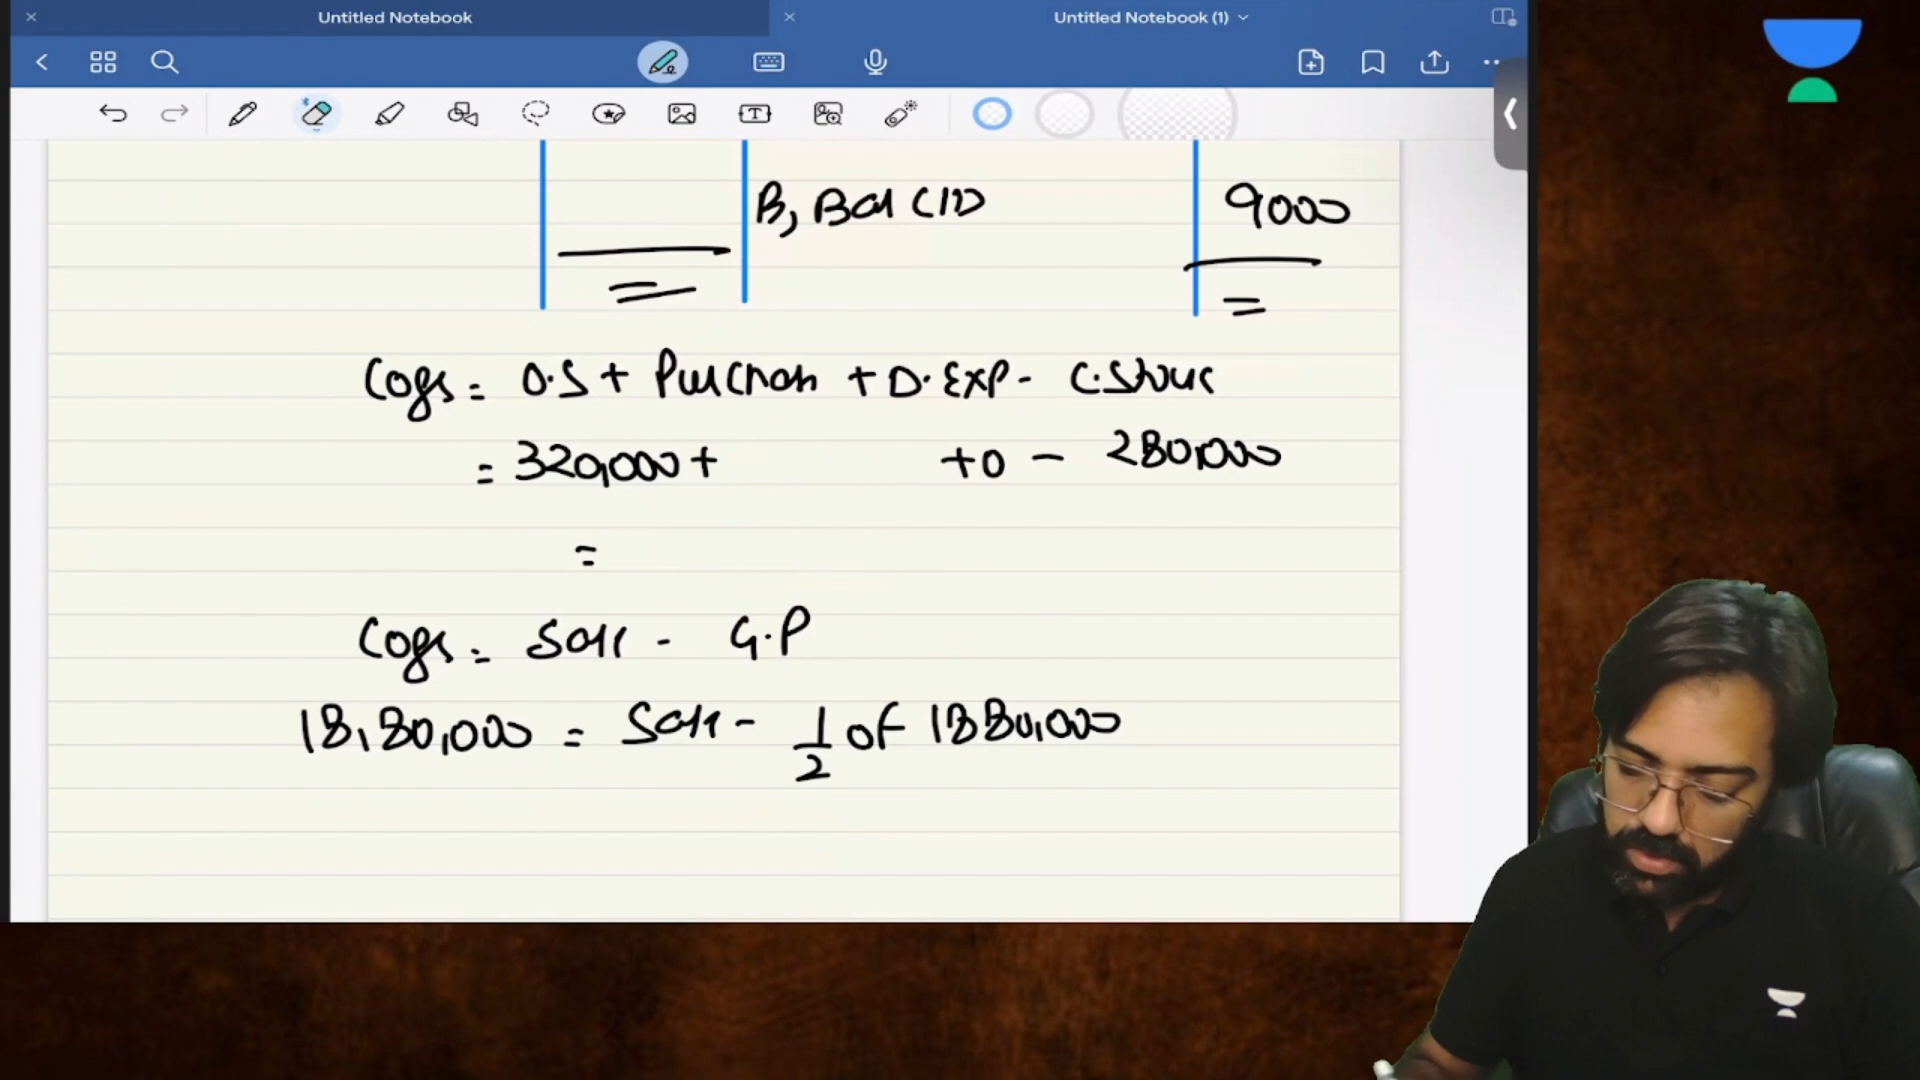 Untitled Notebook
Untitled Notebook (1)
B, Bal C/D 9000
Cogs = O.S + Purchase + D.Exp - C.Stock
= 320,000 + +0 - 280,000
=
Cogs = Sale - G.P
18,80,000 = Sale - 1/2 of 1880,000